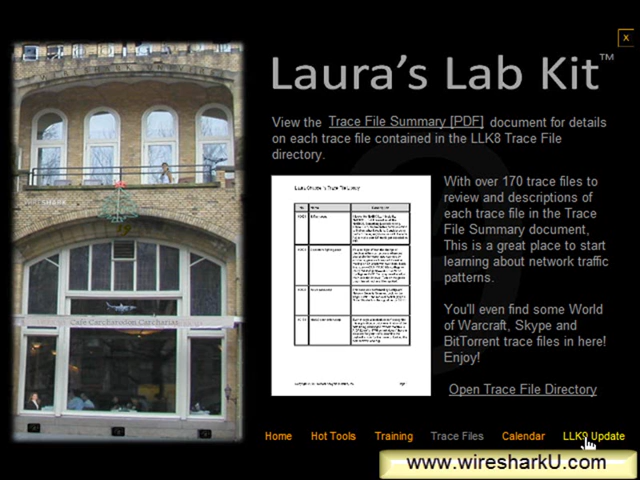 x
Laura's Lab Kit™
View the Trace File Summary [PDF] document for details
on each trace file contained in the LLK8 Trace File
directory.
With over 170 trace files to
review and descriptions of
each trace file in the Trace
File Summary document,
This is a great place to start
learning about network traffic
patterns.
You'll even find some World
of Warcraft, Skype and
BitTorrent trace files in here!
Enjoy!
Open Trace File Directory
Cafe Carcharodon Carcharias
Home Hot Tools Training Trace Files Calendar LLK9 Update
www.wiresharkU.com